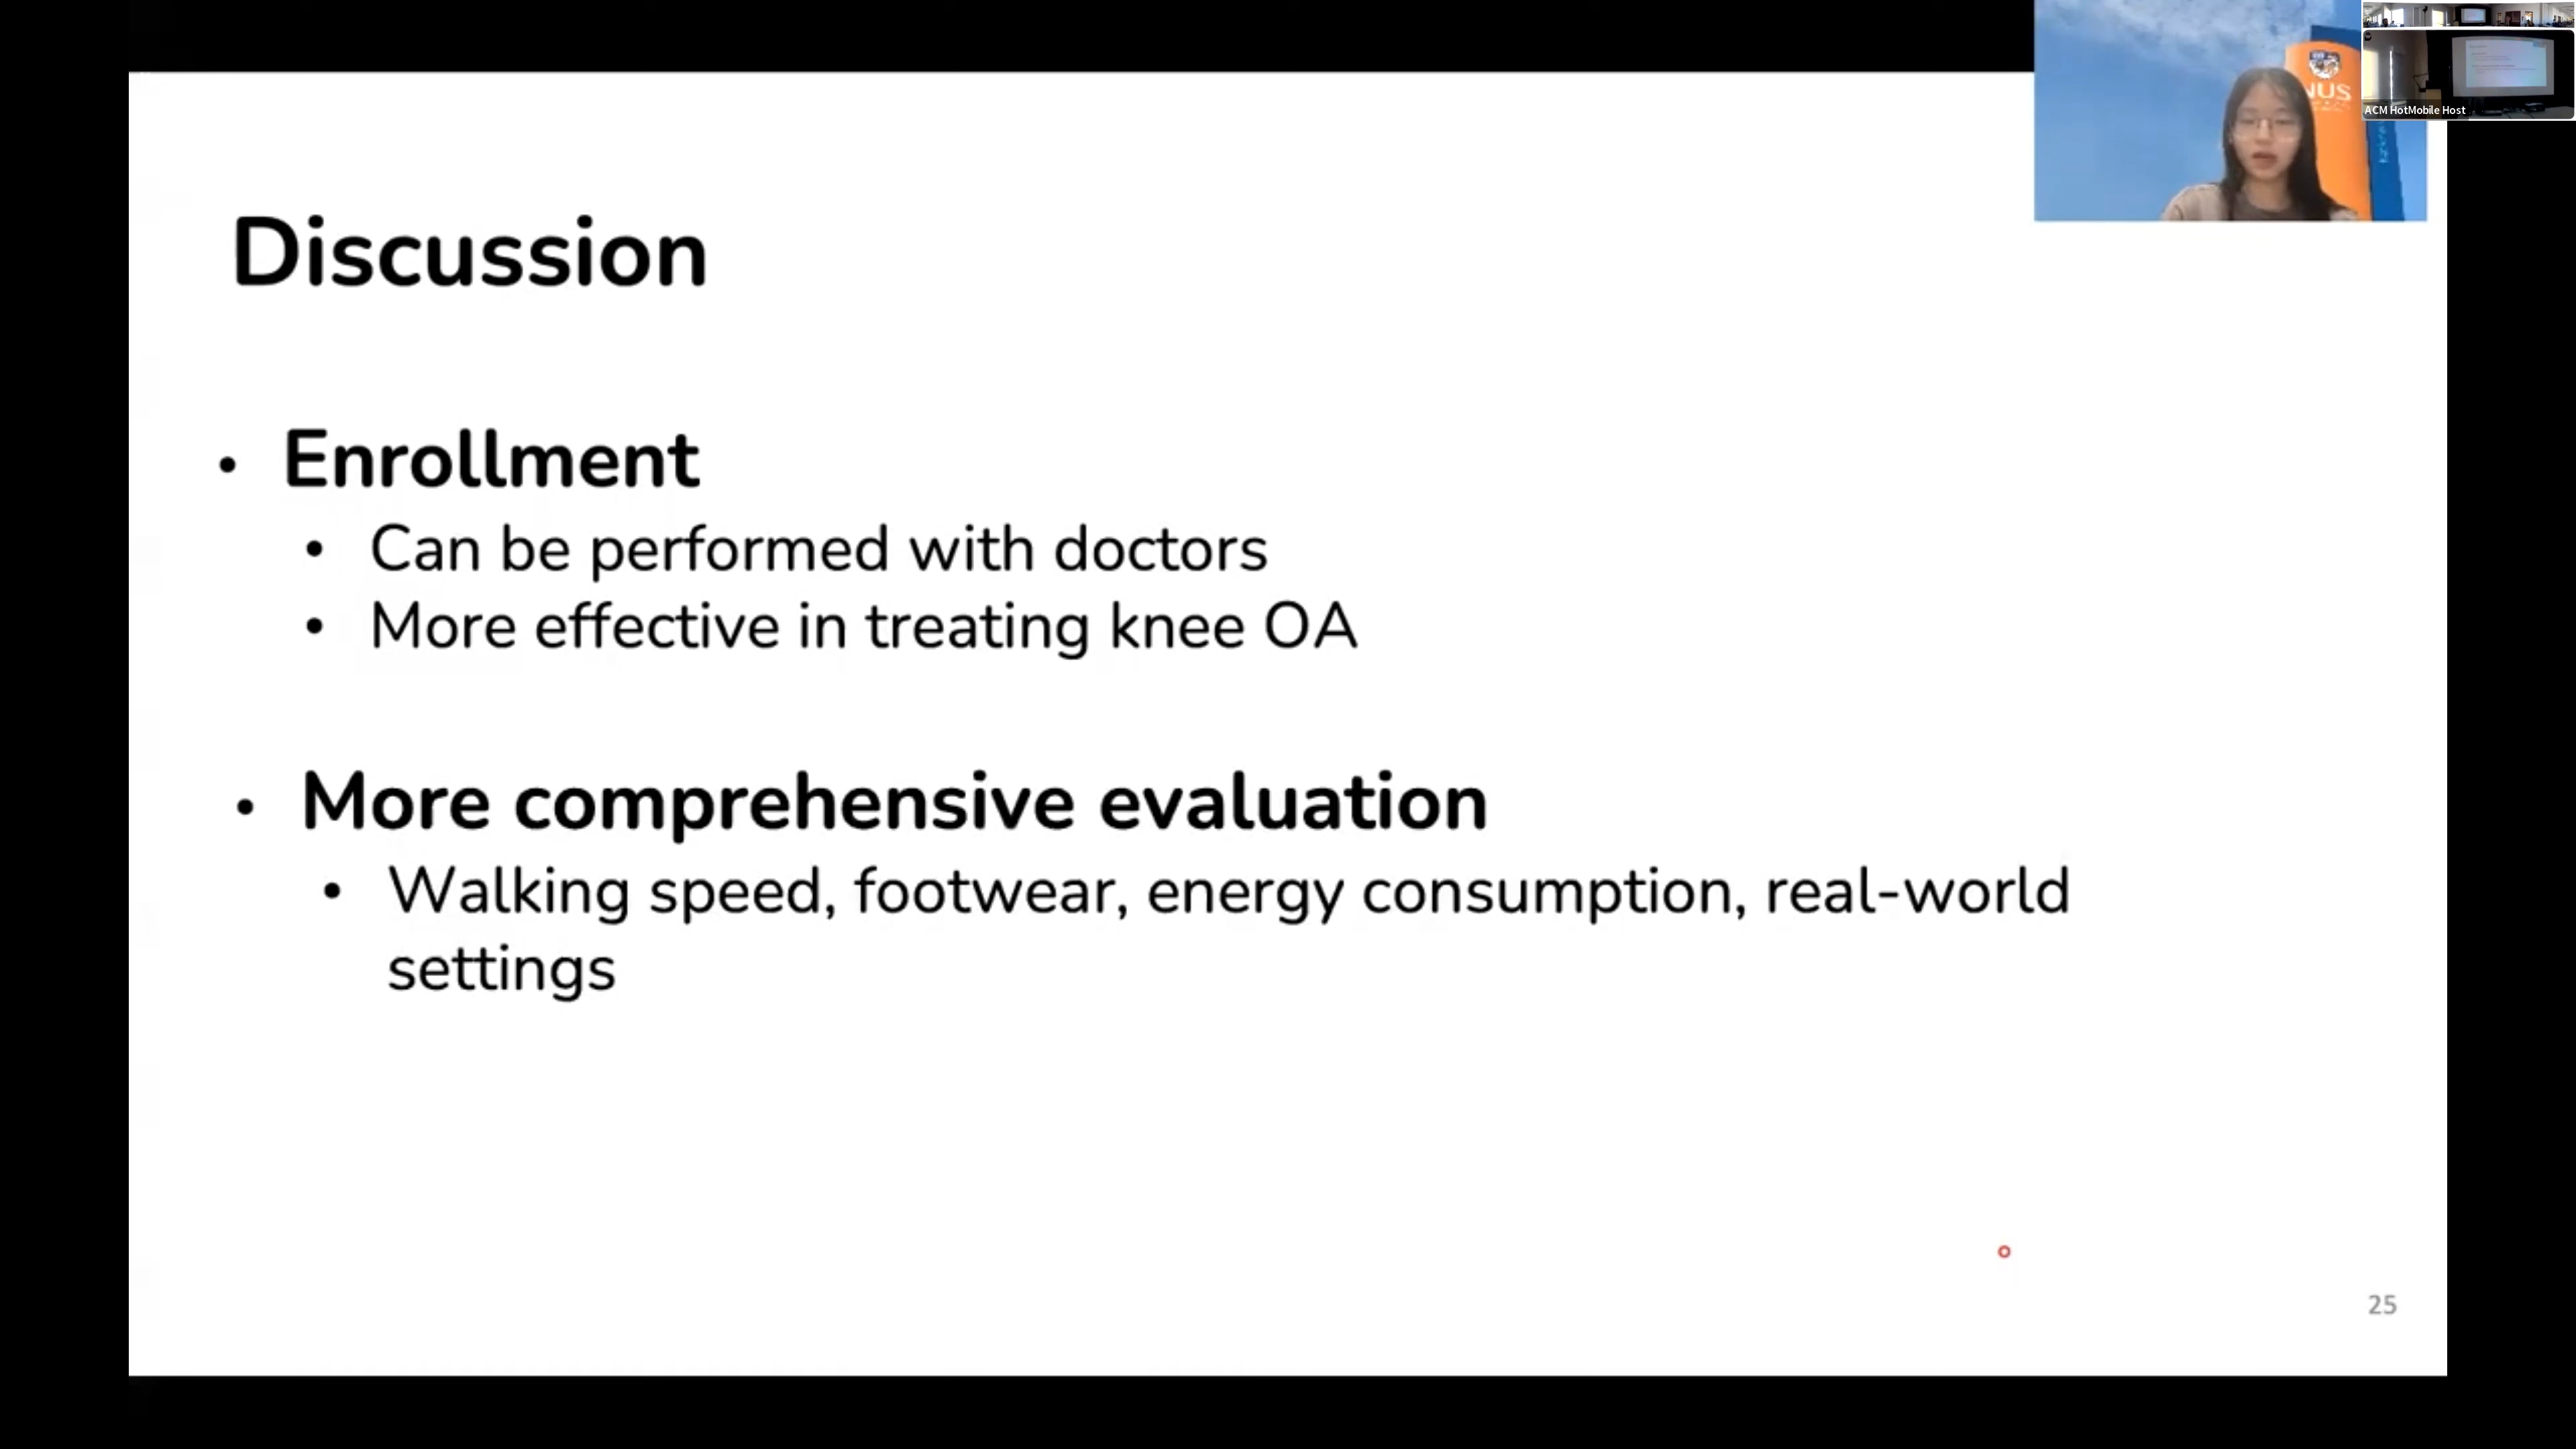 Discussion
• Enrollment
• Can be performed with doctors
• More effective in treating knee OA
• More comprehensive evaluation
• Walking speed, footwear, energy consumption, real-world
settings
25
NUS
ACM HotMobile Host